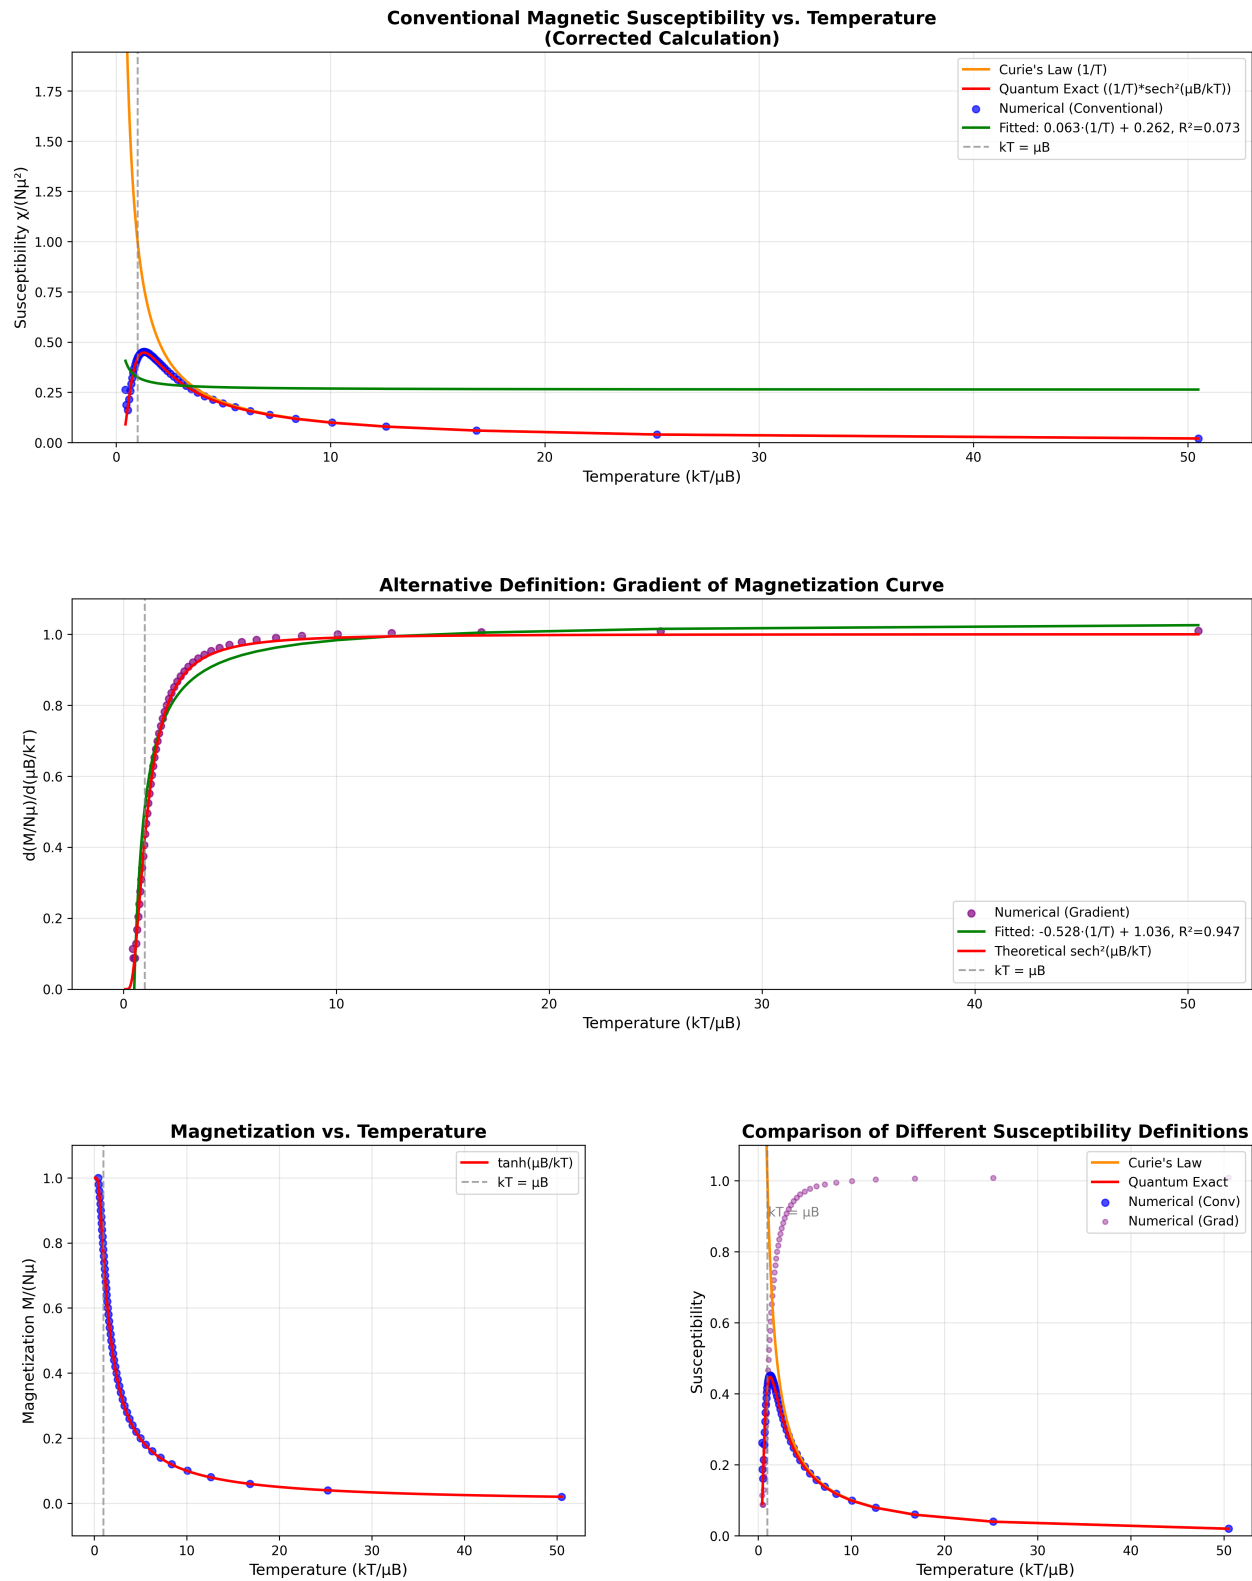 Conventional Magnetic Susceptibility vs. Temperature
(Corrected Calculation)
Susceptibility χ/(Nμ²)
1.75
1.50
1.25
1.00
0.75
0.50
0.25
0.00
Curie's Law (1/T)
Quantum Exact ((1/T)*sech²(μB/kT))
Numerical (Conventional)
Fitted: 0.063·(1/T) + 0.262, R²=0.073
kT = μB
0 10 20 30 40 50
Temperature (kT/μB)
Alternative Definition: Gradient of Magnetization Curve
d(M/Nμ)/d(μB/kT)
1.0
0.8
0.6
0.4
0.2
0.0
Numerical (Gradient)
Fitted: -0.528·(1/T) + 1.036, R²=0.947
Theoretical sech²(μB/kT)
kT = μB
0 10 20 30 40 50
Temperature (kT/μB)
Magnetization vs. Temperature
Magnetization M/(Nμ)
1.0
0.8
0.6
0.4
0.2
0.0
tanh(μB/kT)
kT = μB
0 10 20 30 40 50
Temperature (kT/μB)
Comparison of Different Susceptibility Definitions
Susceptibility
1.0
0.8
0.6
0.4
0.2
0.0
Curie's Law
Quantum Exact
Numerical (Conv)
Numerical (Grad)
kT = μB
0 10 20 30 40 50
Temperature (kT/μB)